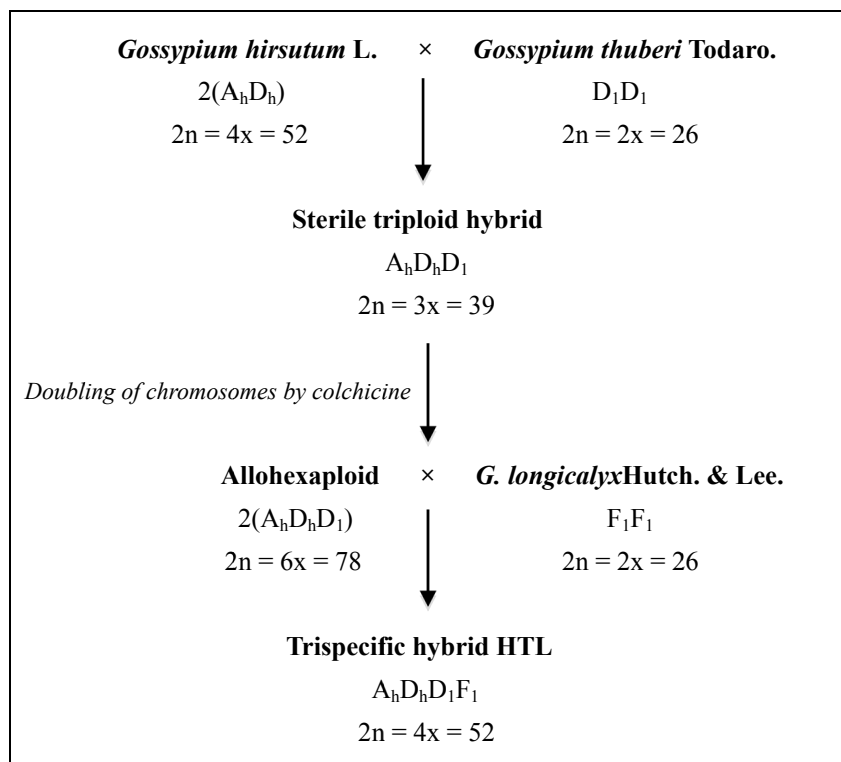 Gossypium hirsutum L. × Gossypium thuberi Todaro.
2(AₕDₕ) D₁D₁
2n = 4x = 52 2n = 2x = 26
Sterile triploid hybrid
AₕDₕD₁
2n = 3x = 39
Doubling of chromosomes by colchicine
Allohexaploid × G. longicalyxHutch. & Lee.
2(AₕDₕD₁) F₁F₁
2n = 6x = 78 2n = 2x = 26
Trispecific hybrid HTL
AₕDₕD₁F₁
2n = 4x = 52